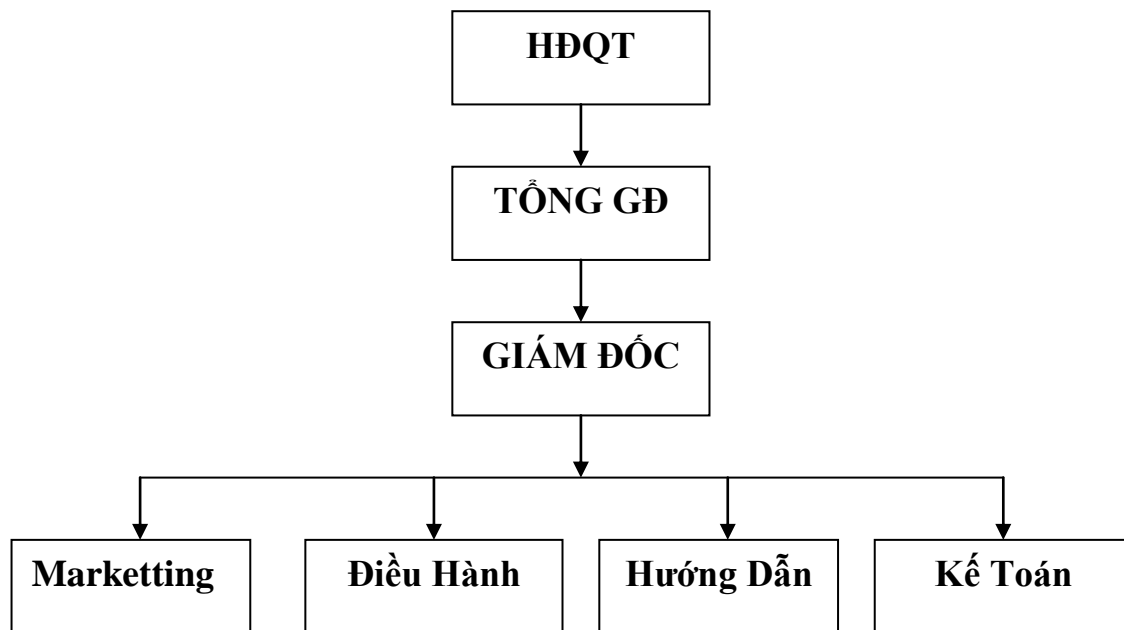 HĐQT
TỔNG GĐ
GIÁM ĐỐC
Marketting
Điều Hành
Hướng Dẫn
Kế Toán